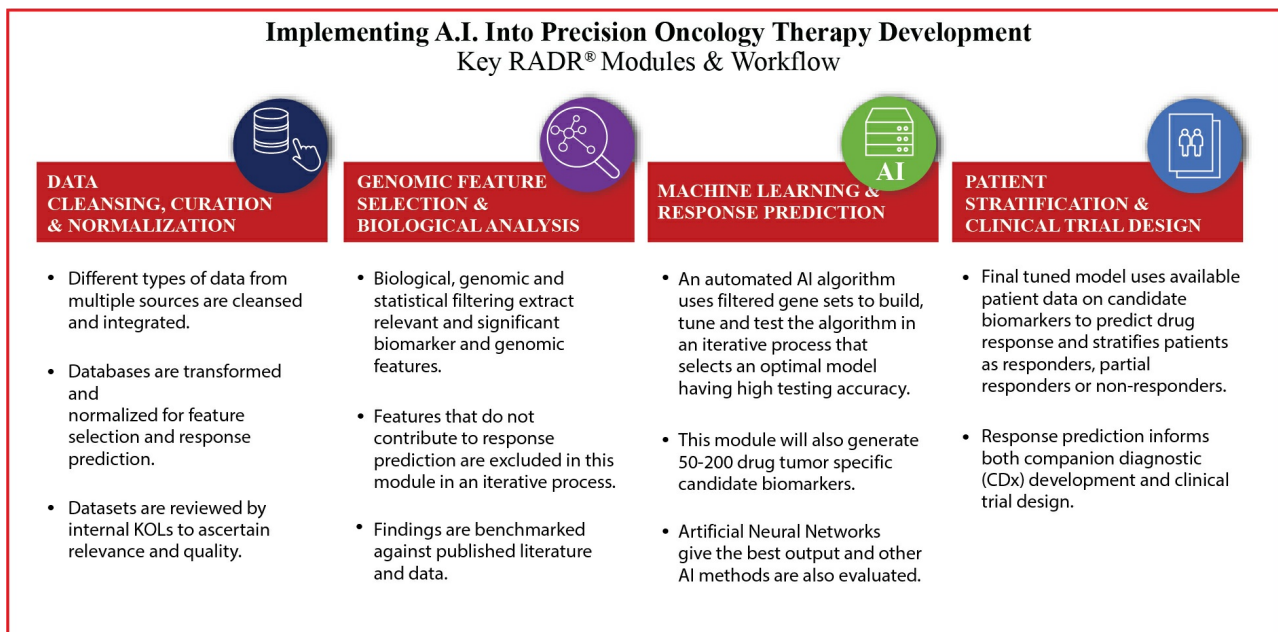 Implementing A.I. Into Precision Oncology Therapy Development
Key RADR® Modules & Workflow
DATA
CLEANSING, CURATION
& NORMALIZATION
• Different types of data from
multiple sources are cleansed
and integrated.
• Databases are transformed
and
normalized for feature
selection and response
prediction.
• Datasets are reviewed by
internal KOLs to ascertain
relevance and quality.
GENOMIC FEATURE
SELECTION &
BIOLOGICAL ANALYSIS
• Biological, genomic and
statistical filtering extract
relevant and significant
biomarker and genomic
features.
• Features that do not
contribute to response
prediction are excluded in this
module in an iterative process.
• Findings are benchmarked
against published literature
and data.
AI
MACHINE LEARNING &
RESPONSE PREDICTION
• An automated AI algorithm
uses filtered gene sets to build,
tune and test the algorithm in
an iterative process that
selects an optimal model
having high testing accuracy.
• This module will also generate
50-200 drug tumor specific
candidate biomarkers.
• Artificial Neural Networks
give the best output and other
AI methods are also evaluated.
PATIENT
STRATIFICATION &
CLINICAL TRIAL DESIGN
• Final tuned model uses available
patient data on candidate
biomarkers to predict drug
response and stratifies patients
as responders, partial
responders or non-responders.
• Response prediction informs
both companion diagnostic
(CDx) development and clinical
trial design.